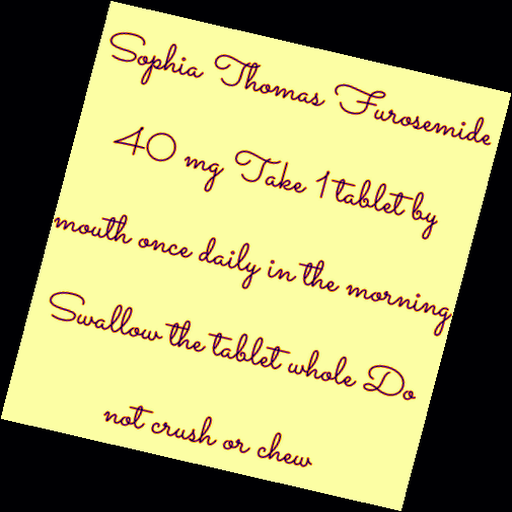 Sophia Thomas Furosemide
40 mg Take 1 tablet by
mouth once daily in the morning
Swallow the tablet whole Do
not crush or chew